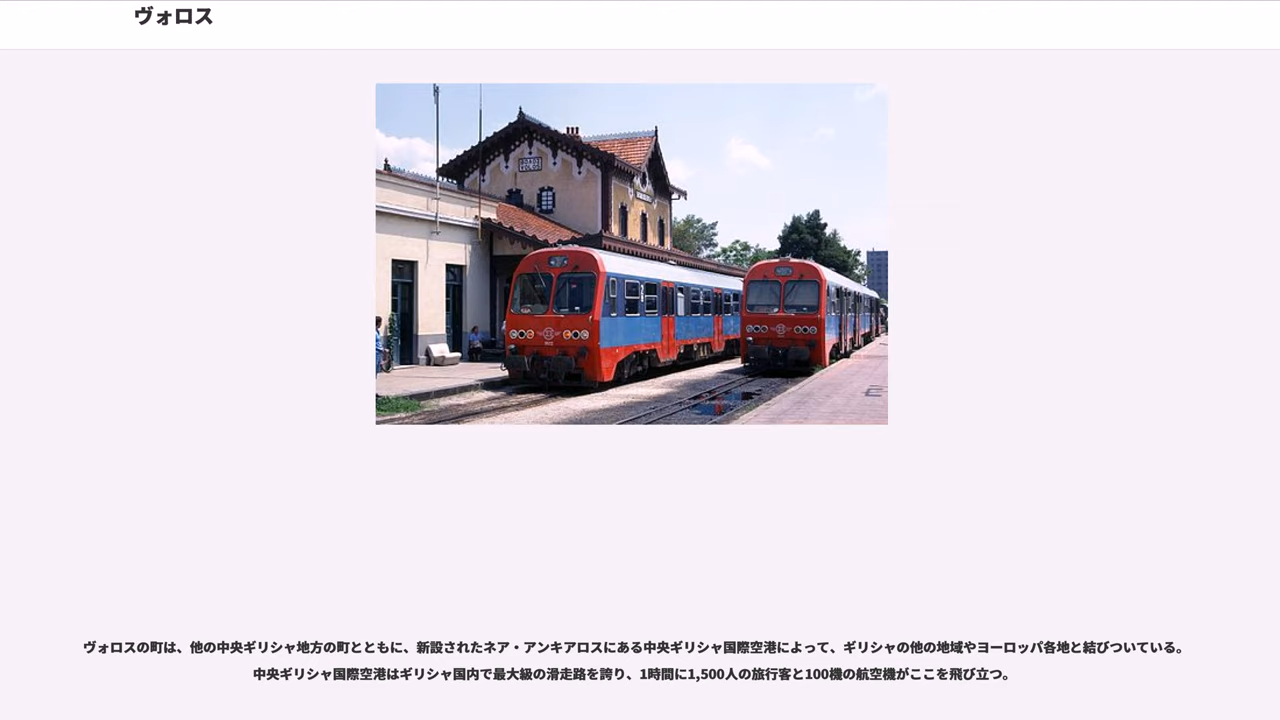 ヴォロス
ヴォロスの町は、他の中央ギリシャ地方の町とともに、新設されたネア・アンキアロスにある中央ギリシャ国際空港によって、ギリシャの他の地域やヨーロッパ各地と結びついている。
中央ギリシャ国際空港はギリシャ国内で最大級の滑走路を誇り、1時間に1,500人の旅行客と100機の航空機がここを飛び立つ。